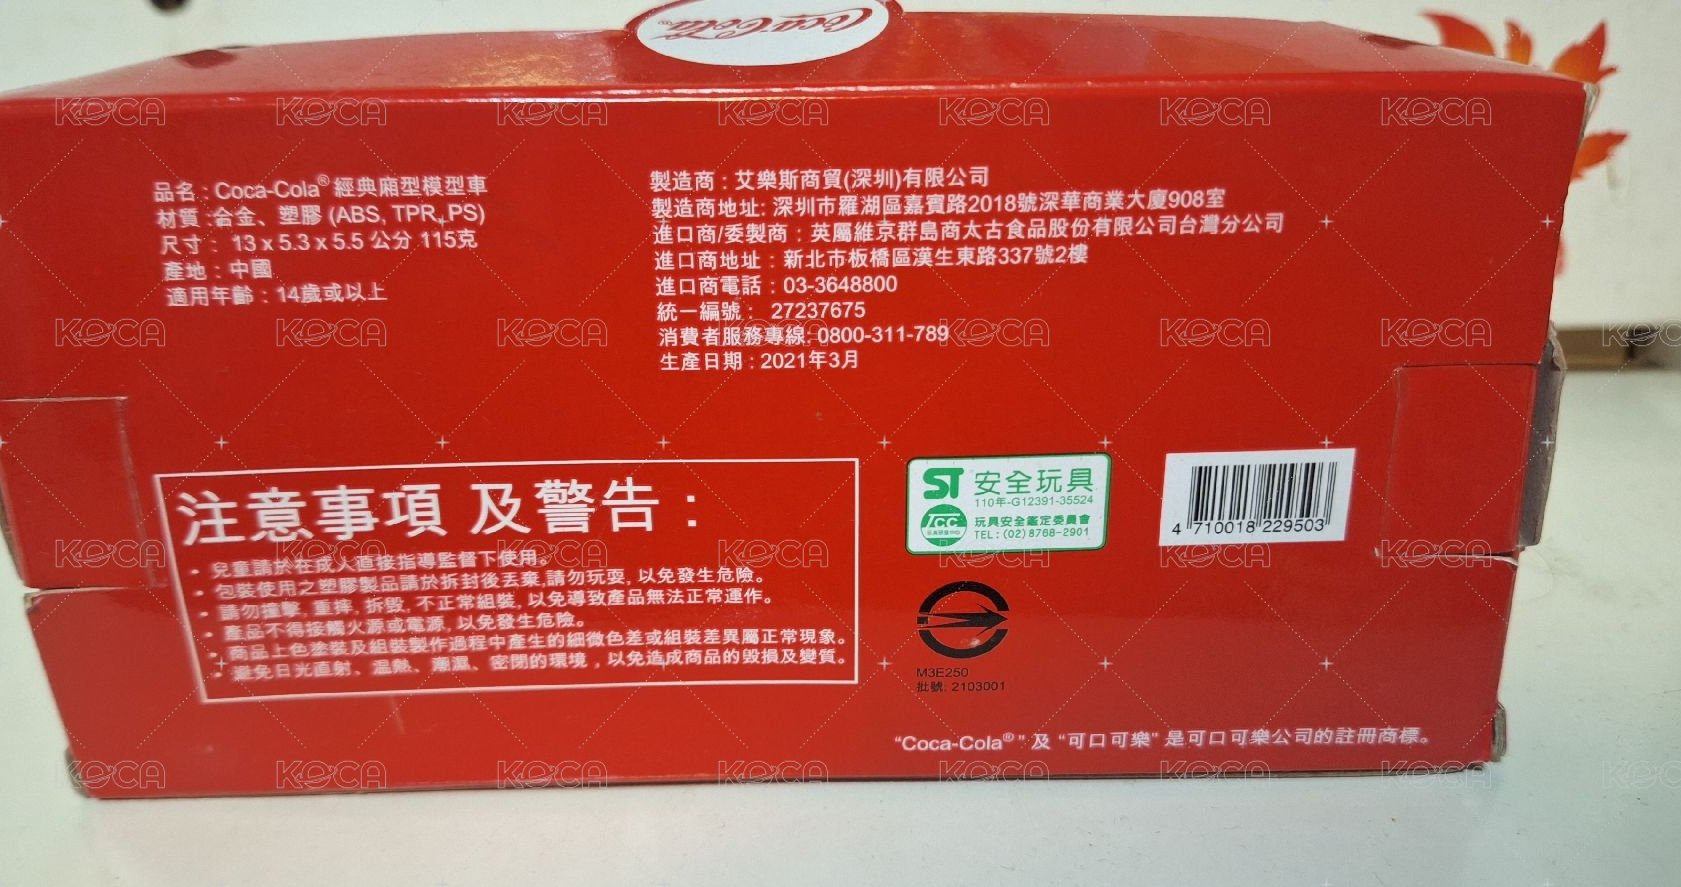 Coca-Cola®
品名 : Coca-Cola®經典廂型模型車
材質 :合金、塑膠 (ABS, TPR, PS)
尺寸 : 13 x 5.3 x 5.5 公分 115克
產地 : 中國
適用年齡 : 14歲或以上
製造商 : 艾樂斯商貿(深圳)有限公司
製造商地址: 深圳市羅湖區嘉賓路2018號深華商業大廈908室
進口商/委製商 : 英屬維京群島商太古食品股份有限公司台灣分公司
進口商地址 : 新北市板橋區漢生東路337號2樓
進口商電話 : 03-3648800
統一編號 : 27237675
消費者服務專線: 0800-311-789
生產日期 : 2021年3月
注意事項 及警告 :
• 兒童請於在成人直接指導監督下使用。
• 包裝使用之塑膠製品請於拆封後丟棄,請勿玩耍, 以免發生危險。
• 請勿撞擊, 重摔, 拆毀, 不正常組裝, 以免導致產品無法正常運作。
• 產品不得接觸火源或電源, 以免發生危險。
• 商品上色塗裝及組裝製作過程中產生的細微色差或組裝差異屬正常現象。
• 避免日光直射、溫熱、潮濕、密閉的環境，以免造成商品的毀損及變質。
ST 安全玩具
110年-G12391-35524
玩具安全鑑定委員會
TEL : (02)8768-2901
4 710018 229503
M3E250
批號: 2103001
“Coca-Cola®” 及 “可口可樂” 是可口可樂公司的註冊商標。
KOCA